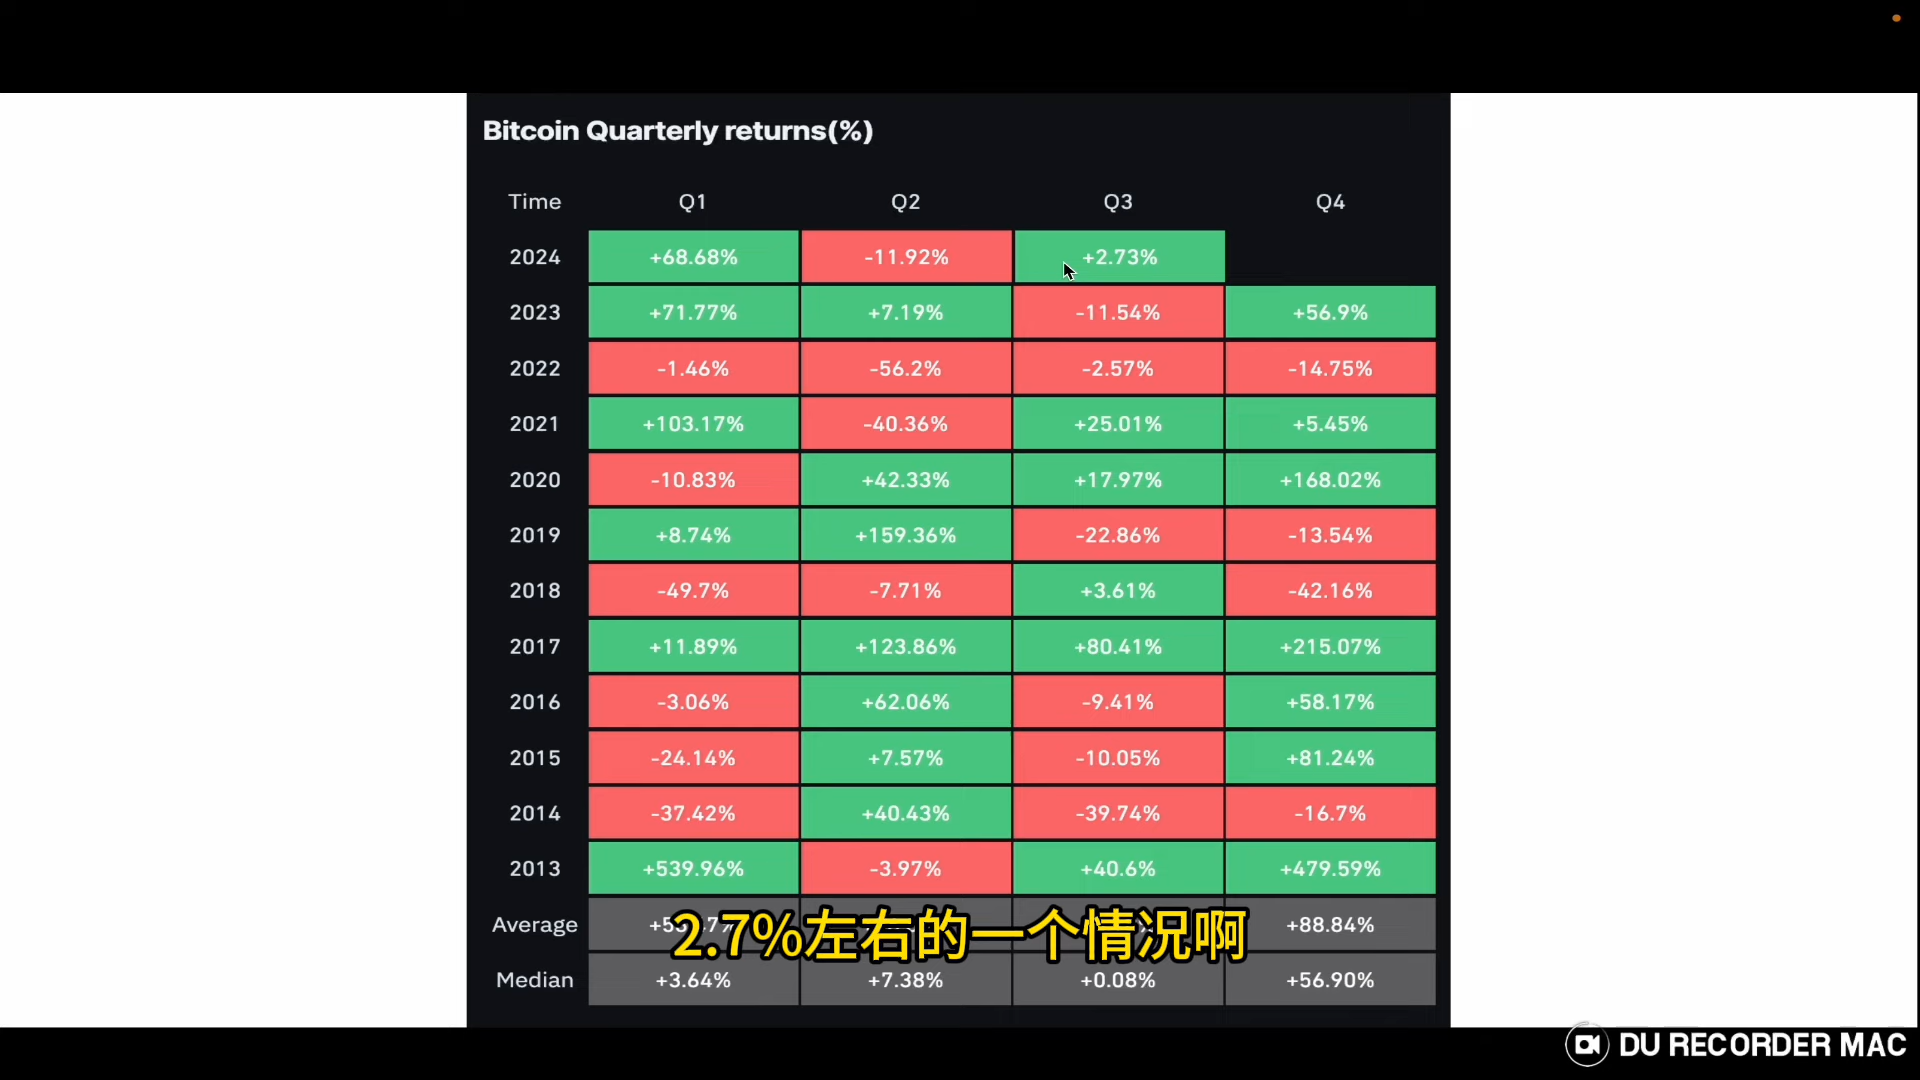 Bitcoin Quarterly returns(%)
Time Q1 Q2 Q3 Q4
2024 +68.68% -11.92% +2.73%
2023 +71.77% +7.19% -11.54% +56.9%
2022 -1.46% -56.2% -2.57% -14.75%
2021 +103.17% -40.36% +25.01% +5.45%
2020 -10.83% +42.33% +17.97% +168.02%
2019 +8.74% +159.36% -22.86% -13.54%
2018 -49.7% -7.71% +3.61% -42.16%
2017 +11.89% +123.86% +80.41% +215.07%
2016 -3.06% +62.06% -9.41% +58.17%
2015 -24.14% +7.57% -10.05% +81.24%
2014 -37.42% +40.43% -39.74% -16.7%
2013 +539.96% -3.97% +40.6% +479.59%
Average +88.84%
2.7%左右的一个情况啊
Median +3.64% +7.38% +0.08% +56.90%
DU RECORDER MAC